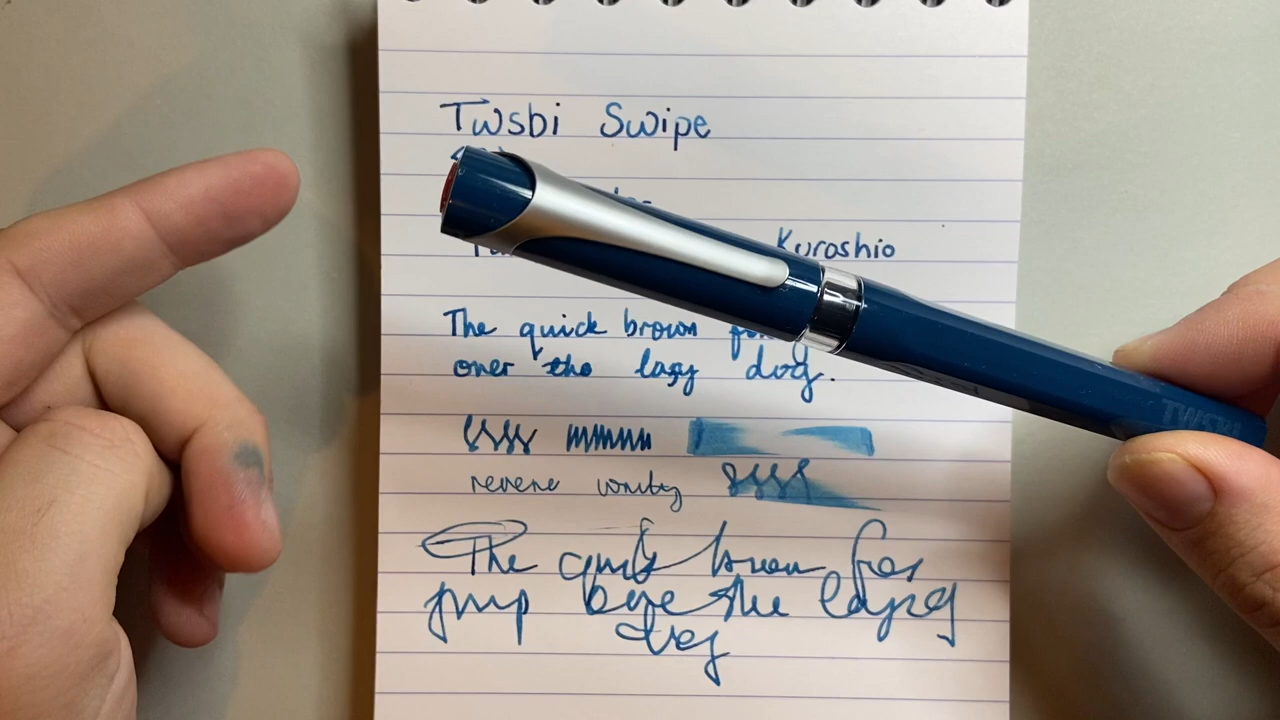 Twsbi Swipe
Kuroshio
The quick brown
over the lazy dog.
reverse writing
The quick brown fox
jump over the lazy
dog
TWSBI